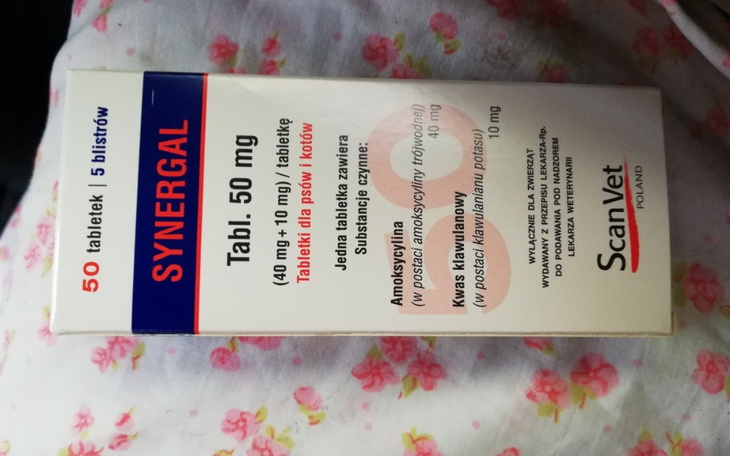 50 tabletek | 5 blistrów
SYNERGAL
Tabl. 50 mg
(40 mg + 10 mg) / tabletkę
Tabletki dla psów i kotów
Jedna tabletka zawiera
Substancje czynne:
50
Amoksycylina
(w postaci amoksycyliny trójwodnej) 40 mg
Kwas klawulanowy
(w postaci klawulanianu potasu) 10 mg
WYŁĄCZNIE DLA ZWIERZĄT
WYDAWANY Z PRZEPISU LEKARZA-Rp.
DO PODAWANIA POD NADZOREM
LEKARZA WETERYNARII
ScanVet
POLAND